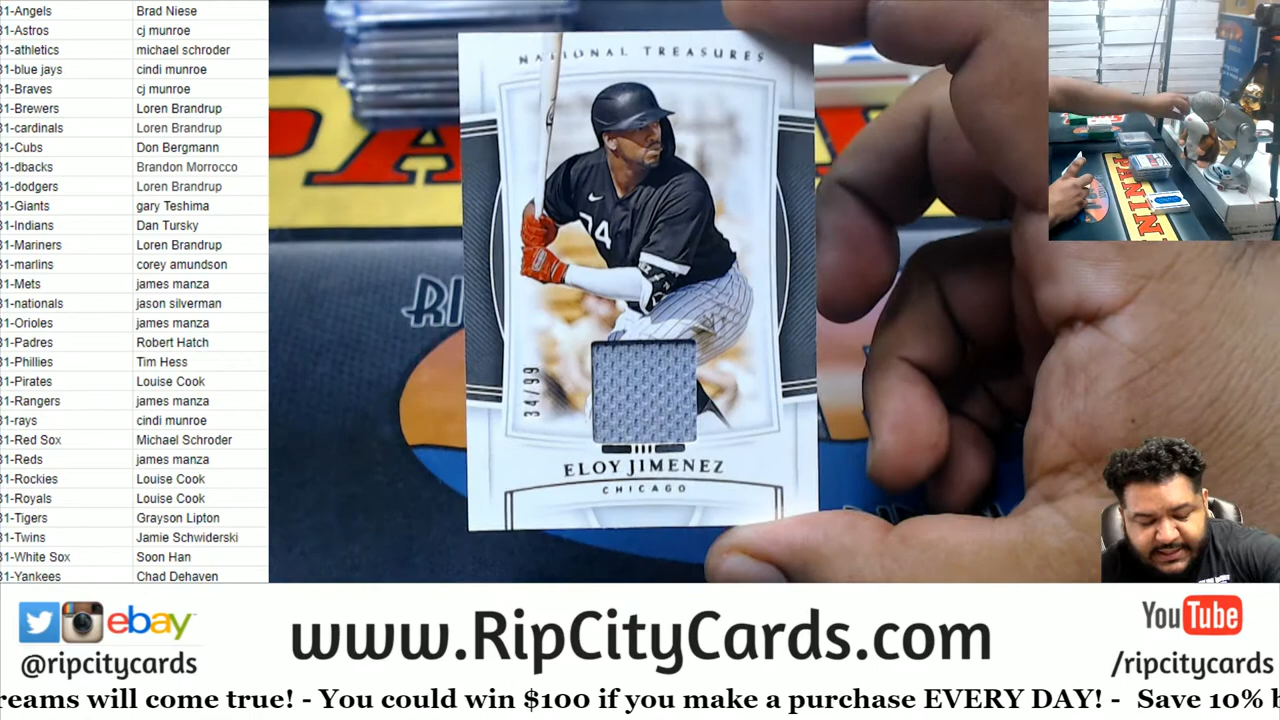 31-Angels Brad Niese
31-Astros cj munroe
31-athletics michael schroder
31-blue jays cindi munroe
31-Braves cj munroe
31-Brewers Loren Brandrup
31-cardinals Loren Brandrup
31-Cubs Don Bergmann
31-dbacks Brandon Morrocco
31-dodgers Loren Brandrup
31-Giants gary Teshima
31-Indians Dan Tursky
31-Mariners Loren Brandrup
31-marlins corey amundson
31-Mets james manza
31-nationals jason silverman
31-Orioles james manza
31-Padres Robert Hatch
31-Phillies Tim Hess
31-Pirates Louise Cook
31-Rangers james manza
31-rays cindi munroe
31-Red Sox Michael Schroder
31-Reds james manza
31-Rockies Louise Cook
31-Royals Louise Cook
31-Tigers Grayson Lipton
31-Twins Jamie Schwiderski
31-White Sox Soon Han
31-Yankees Chad Dehaven
NATIONAL TREASURES
74
34/99
ELOY JIMENEZ
CHICAGO
PA
RI
PANINI
ebay
@ripcitycards
www.RipCityCards.com
YouTube
/ripcitycards
reams will come true! - You could win $100 if you make a purchase EVERY DAY! - Save 10% b